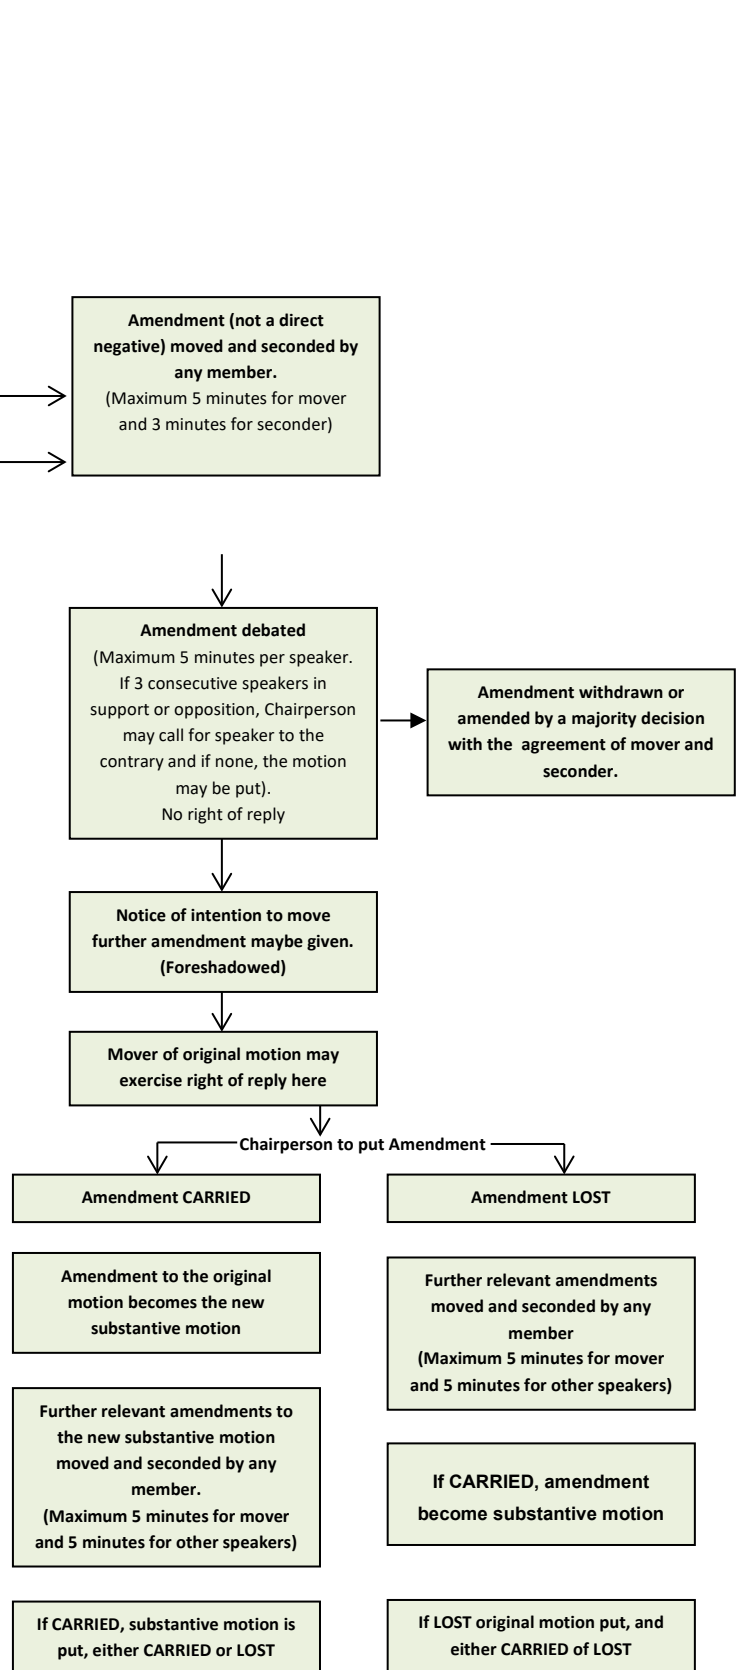 Amendment (not a direct
negative) moved and seconded by
any member.
(Maximum 5 minutes for mover
and 3 minutes for seconder)
Amendment debated
(Maximum 5 minutes per speaker.
If 3 consecutive speakers in
support or opposition, Chairperson
may call for speaker to the
contrary and if none, the motion
may be put).
No right of reply
Amendment withdrawn or
amended by a majority decision
with the agreement of mover and
seconder.
Notice of intention to move
further amendment maybe given.
(Foreshadowed)
Mover of original motion may
exercise right of reply here
Chairperson to put Amendment
Amendment CARRIED
Amendment to the original
motion becomes the new
substantive motion
Further relevant amendments to
the new substantive motion
moved and seconded by any
member.
(Maximum 5 minutes for mover
and 5 minutes for other speakers)
If CARRIED, substantive motion is
put, either CARRIED or LOST
Amendment LOST
Further relevant amendments
moved and seconded by any
member
(Maximum 5 minutes for mover
and 5 minutes for other speakers)
If CARRIED, amendment
become substantive motion
If LOST original motion put, and
either CARRIED of LOST